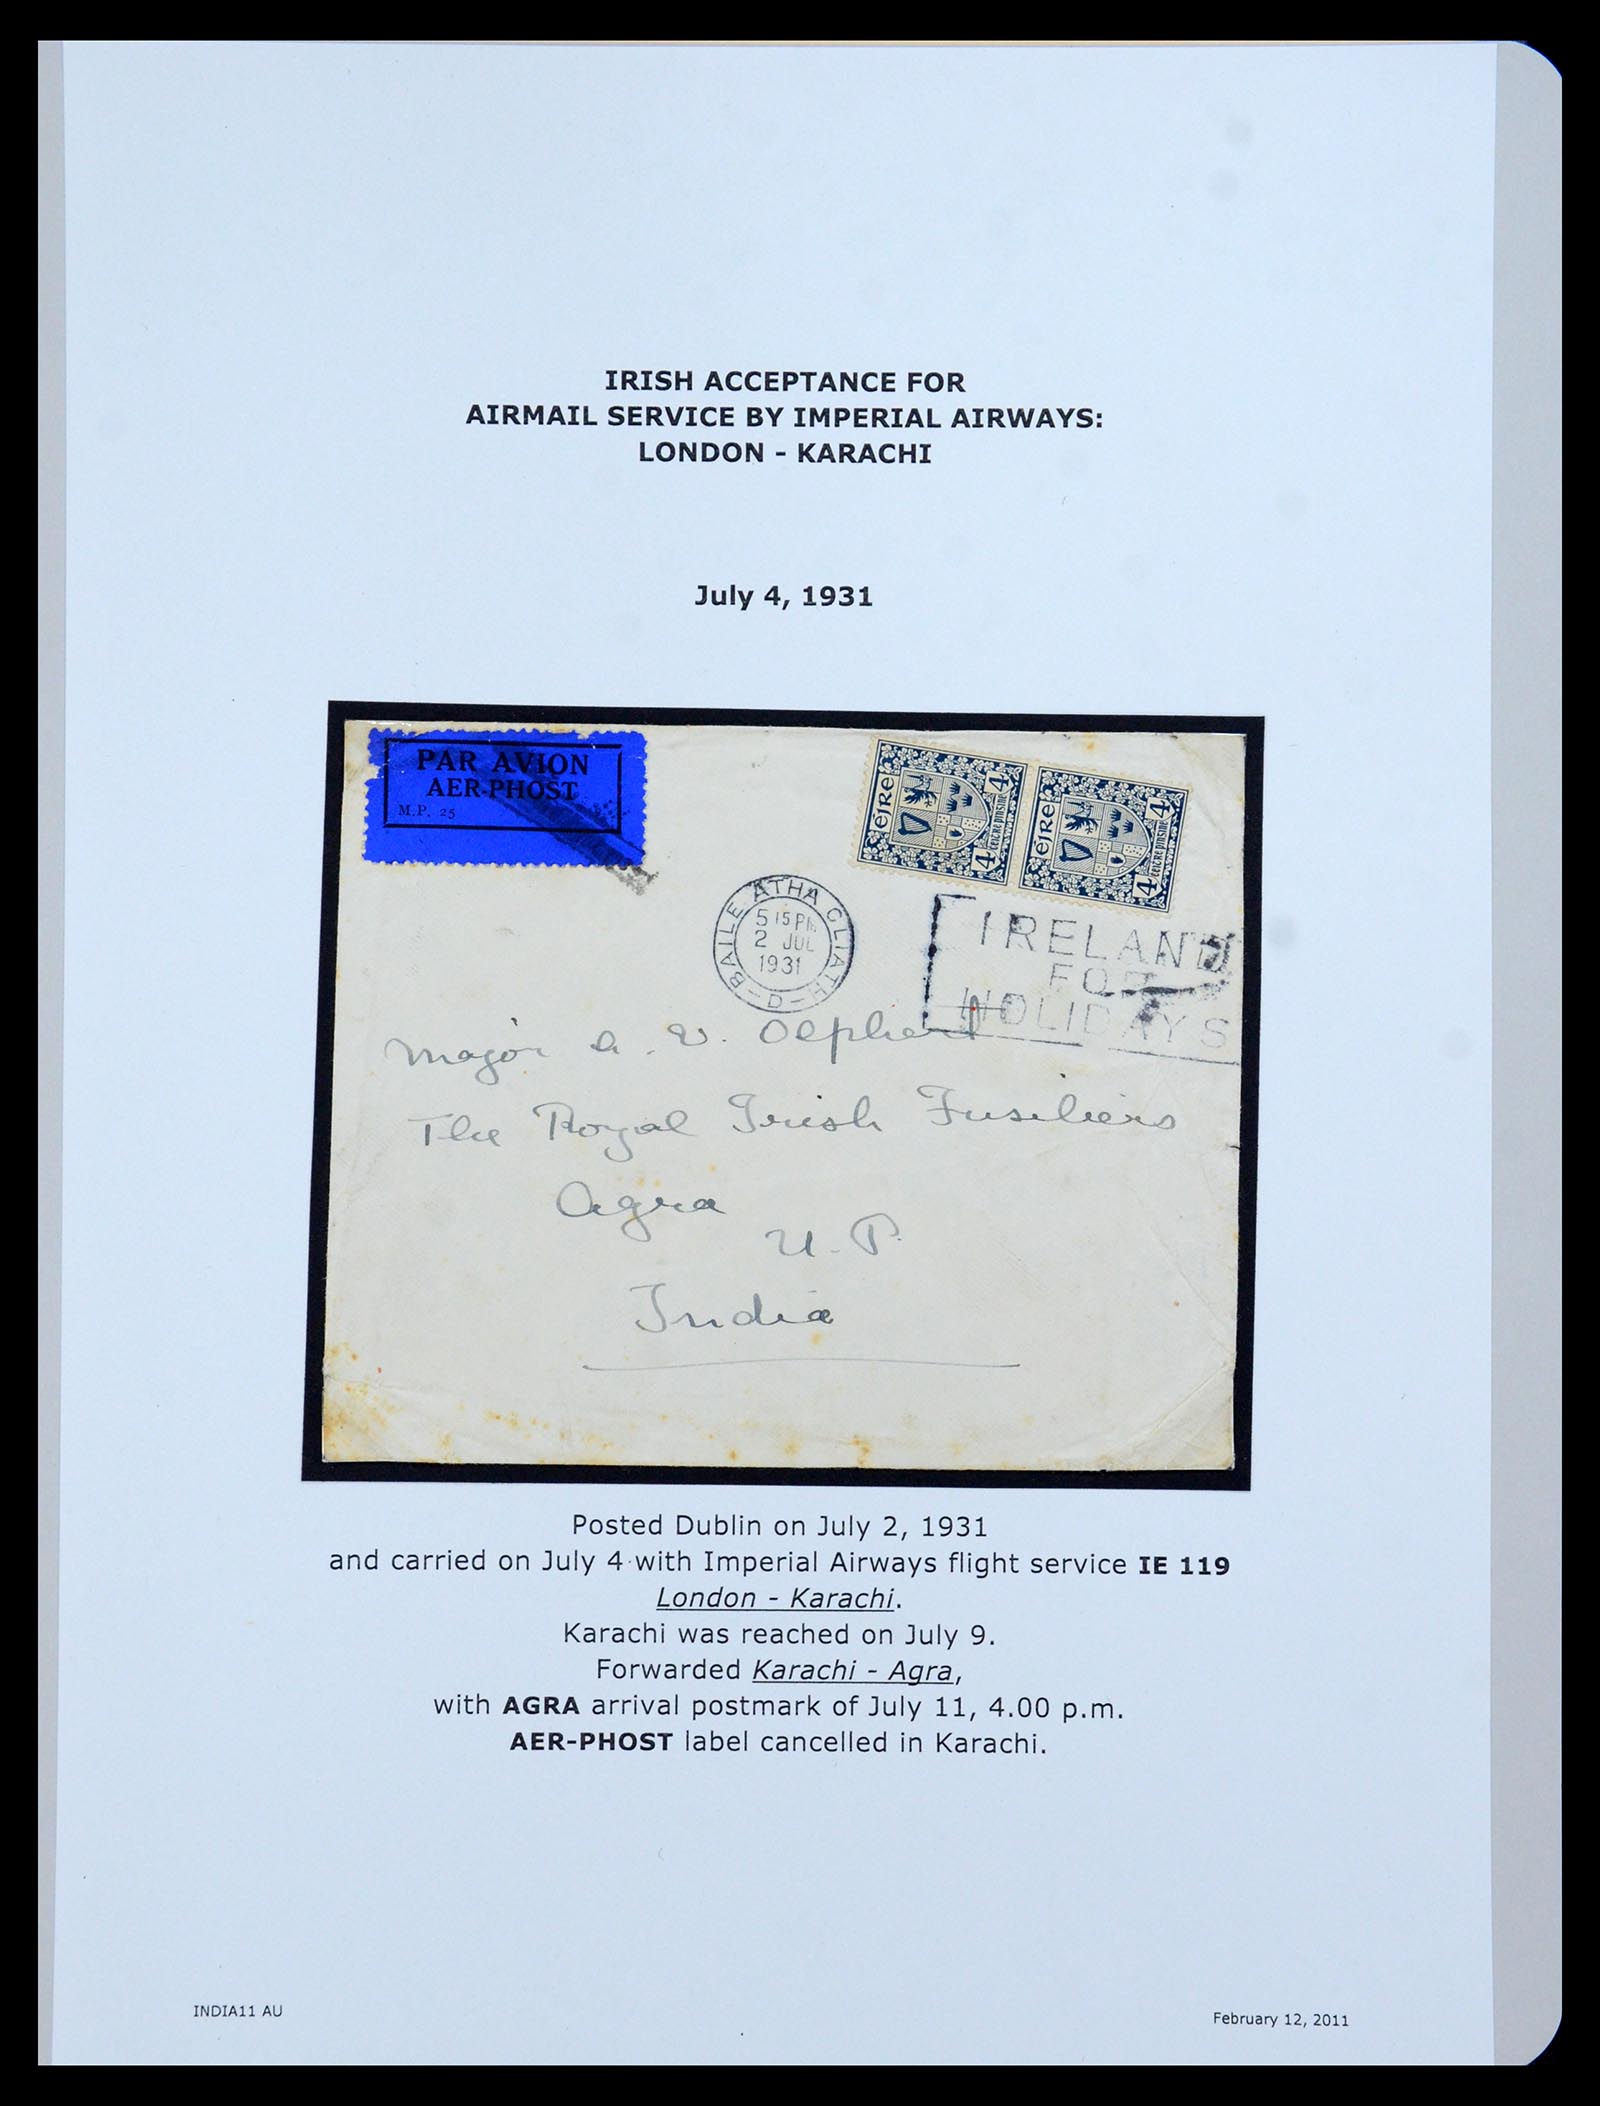 IRISH ACCEPTANCE FOR
AIRMAIL SERVICE BY IMPERIAL AIRWAYS:
LONDON - KARACHI
July 4, 1931
PAR AVION
AER-PHOST
M.P. 25
éIRe 4 4
éIRe 4 4
BAILE ATHA CLIATH
5 15 PM
2 JUL
1931
-D-
IRELAND
FOR
HOLIDAYS
Major A. V. Olphert
The Royal Irish Fusiliers
Agra
U. P.
India
Posted Dublin on July 2, 1931
and carried on July 4 with Imperial Airways flight service IE 119
London - Karachi.
Karachi was reached on July 9.
Forwarded Karachi - Agra,
with AGRA arrival postmark of July 11, 4.00 p.m.
AER-PHOST label cancelled in Karachi.
INDIA11 AU
February 12, 2011